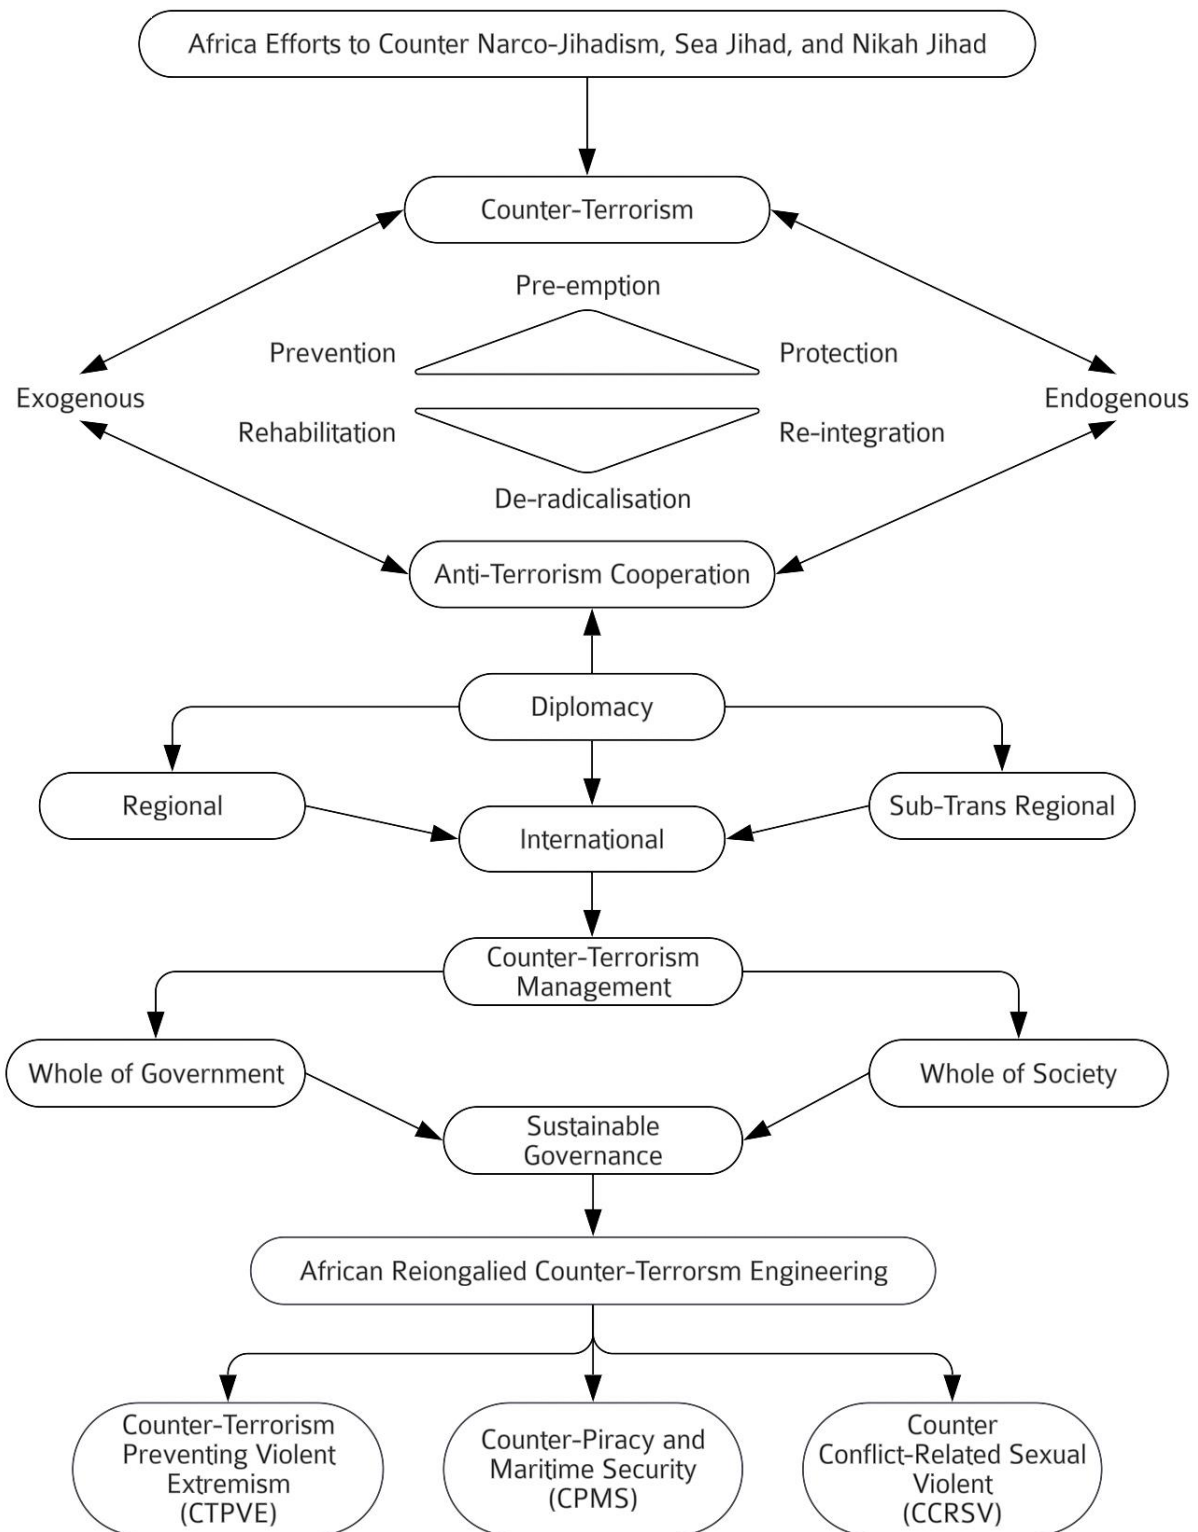 Africa Efforts to Counter Narco-Jihadism, Sea Jihad, and Nikah Jihad
Counter-Terrorism
Pre-emption
Prevention
Protection
Exogenous
Endogenous
Rehabilitation
Re-integration
De-radicalisation
Anti-Terrorism Cooperation
Diplomacy
Regional
Sub-Trans Regional
International
Counter-Terrorism
Management
Whole of Government
Whole of Society
Sustainable
Governance
African Reiongalied Counter-Terrorsm Engineering
Counter-Terrorism
Preventing Violent
Extremism
(CTPVE)
Counter-Piracy and
Maritime Security
(CPMS)
Counter
Conflict-Related Sexual
Violent
(CCRSV)